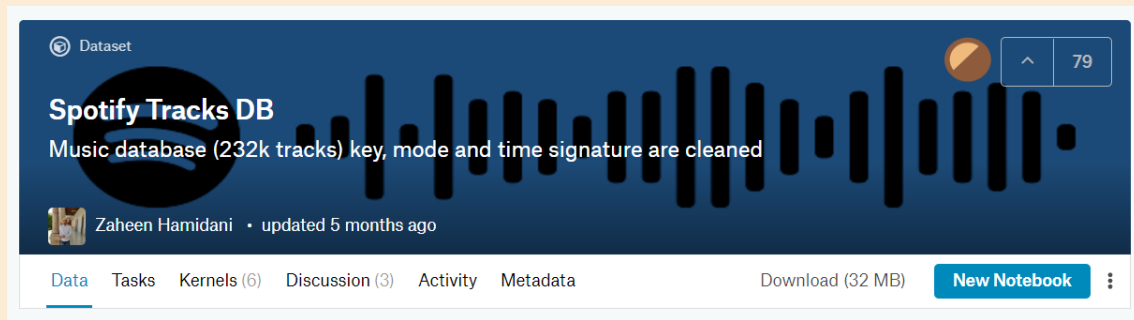 Dataset
79
Spotify Tracks DB
Music database (232k tracks) key, mode and time signature are cleaned
Zaheen Hamidani • updated 5 months ago
Data Tasks Kernels (6) Discussion (3) Activity Metadata Download (32 MB) New Notebook